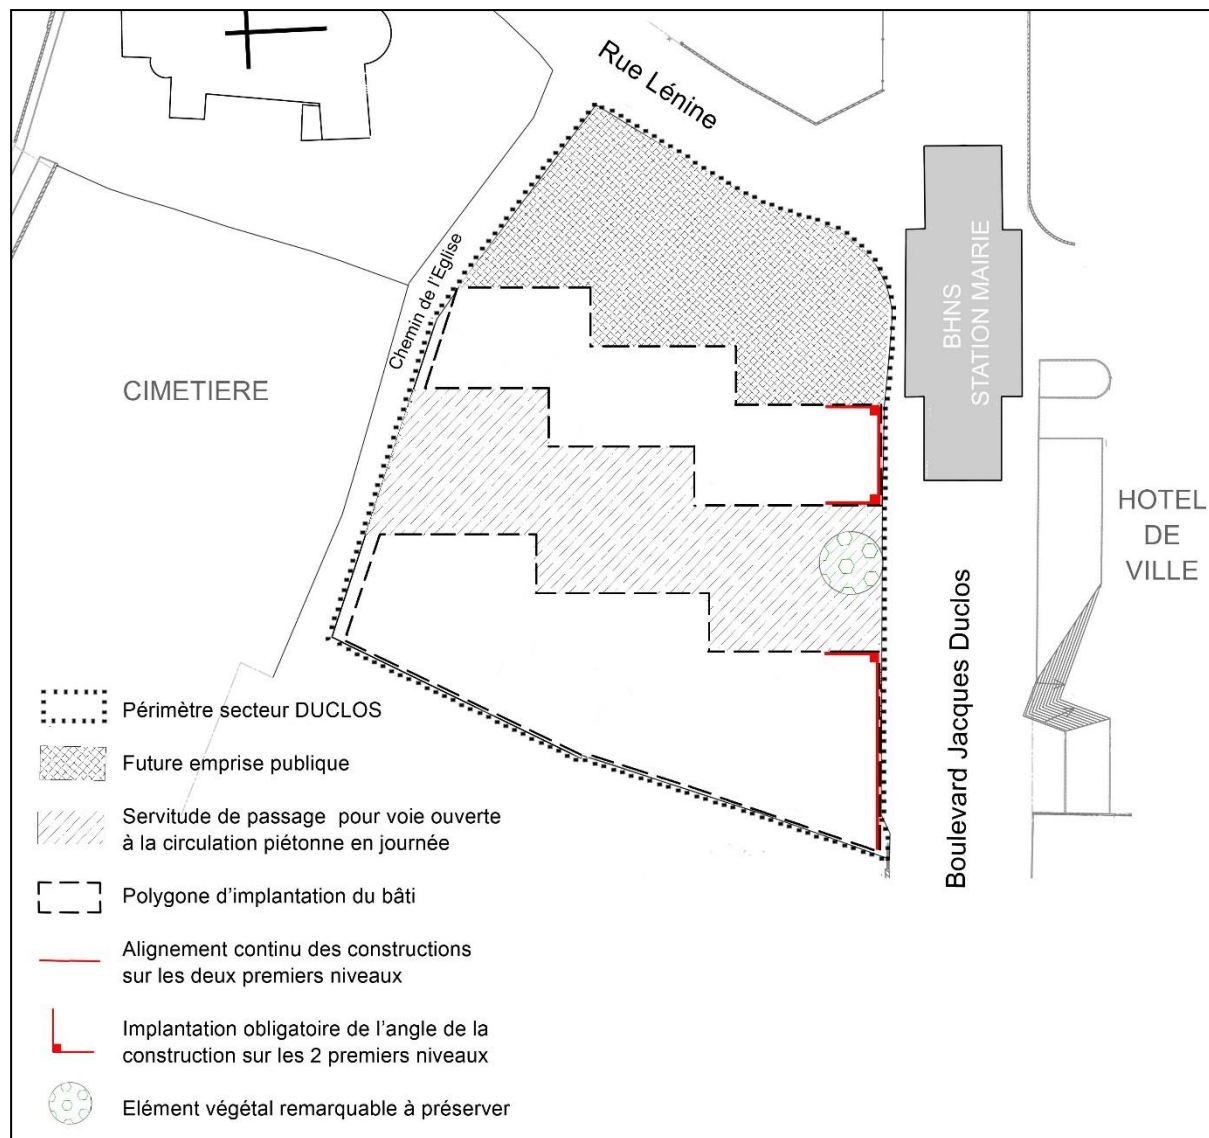 Rue Lénine
BHNS
STATION MAIRIE
Chemin de l'Eglise
CIMETIERE
HOTEL
DE
VILLE
Boulevard Jacques Duclos
Périmètre secteur DUCLOS
Future emprise publique
Servitude de passage pour voie ouverte
à la circulation piétonne en journée
Polygone d'implantation du bâti
Alignement continu des constructions
sur les deux premiers niveaux
Implantation obligatoire de l'angle de la
construction sur les 2 premiers niveaux
Elément végétal remarquable à préserver